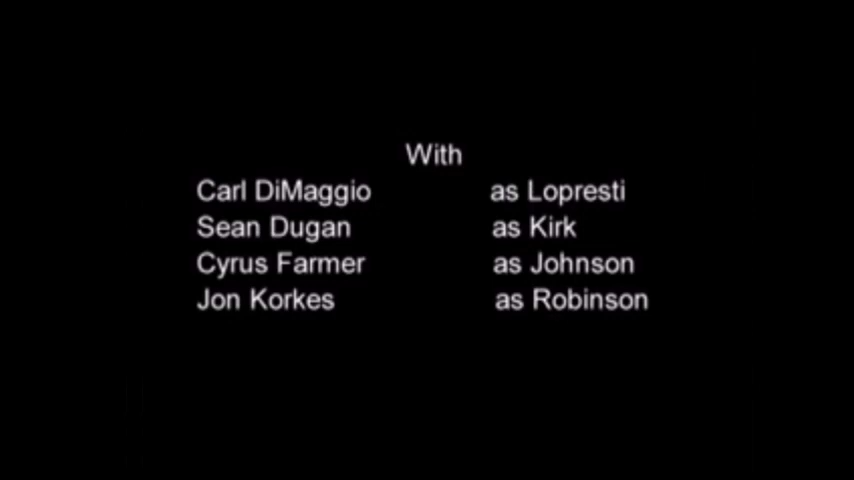 With
Carl DiMaggio as Lopresti
Sean Dugan as Kirk
Cyrus Farmer as Johnson
Jon Korkes as Robinson